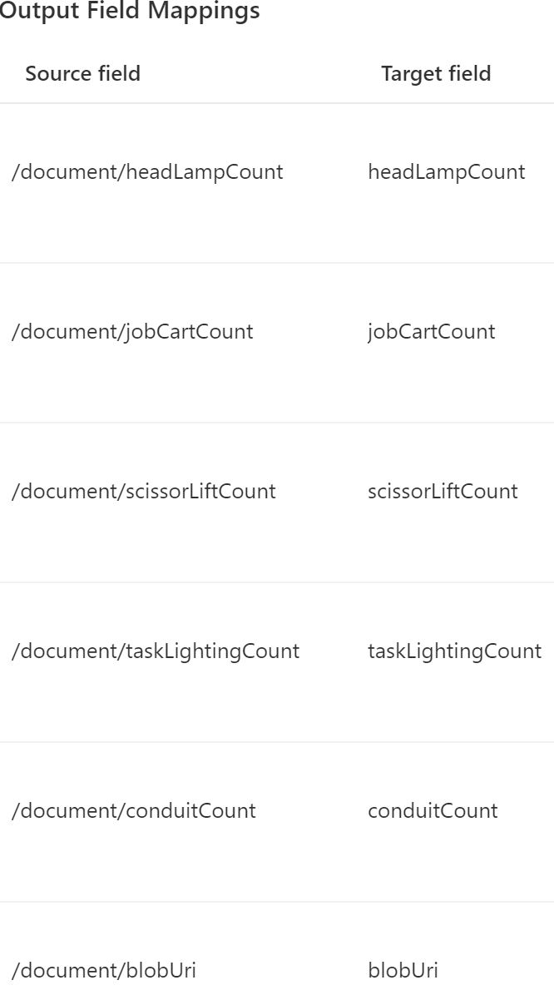 Output Field Mappings
Source field Target field
/document/headLampCount headLampCount
/document/jobCartCount jobCartCount
/document/scissorLiftCount scissorLiftCount
/document/taskLightingCount taskLightingCount
/document/conduitCount conduitCount
/document/blobUri blobUri